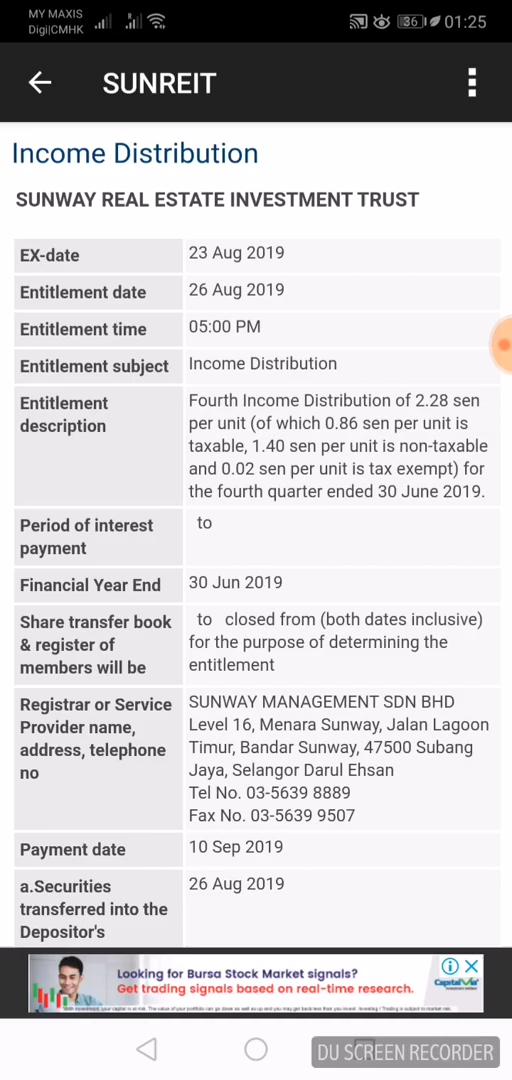 MY MAXIS
Digi|CMHK
36
01:25
SUNREIT
Income Distribution
SUNWAY REAL ESTATE INVESTMENT TRUST
EX-date
23 Aug 2019
Entitlement date
26 Aug 2019
Entitlement time
05:00 PM
Entitlement subject
Income Distribution
Entitlement
description
Fourth Income Distribution of 2.28 sen
per unit (of which 0.86 sen per unit is
taxable, 1.40 sen per unit is non-taxable
and 0.02 sen per unit is tax exempt) for
the fourth quarter ended 30 June 2019.
Period of interest
payment
to
Financial Year End
30 Jun 2019
Share transfer book
& register of
members will be
to closed from (both dates inclusive)
for the purpose of determining the
entitlement
Registrar or Service
Provider name,
address, telephone
no
SUNWAY MANAGEMENT SDN BHD
Level 16, Menara Sunway, Jalan Lagoon
Timur, Bandar Sunway, 47500 Subang
Jaya, Selangor Darul Ehsan
Tel No. 03-5639 8889
Fax No. 03-5639 9507
Payment date
10 Sep 2019
a.Securities
transferred into the
Depositor's
26 Aug 2019
Looking for Bursa Stock Market signals?
Get trading signals based on real-time research.
CapitalVia
DU SCREEN RECORDER